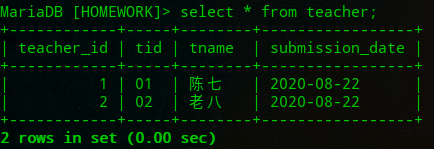 MariaDB [HOMEWORK]> select * from teacher;
+------------+-----+--------+-----------------+
| teacher_id | tid | tname  | submission_date |
+------------+-----+--------+-----------------+
|          1 | 01  | 陈七   | 2020-08-22      |
|          2 | 02  | 老八   | 2020-08-22      |
+------------+-----+--------+-----------------+
2 rows in set (0.00 sec)